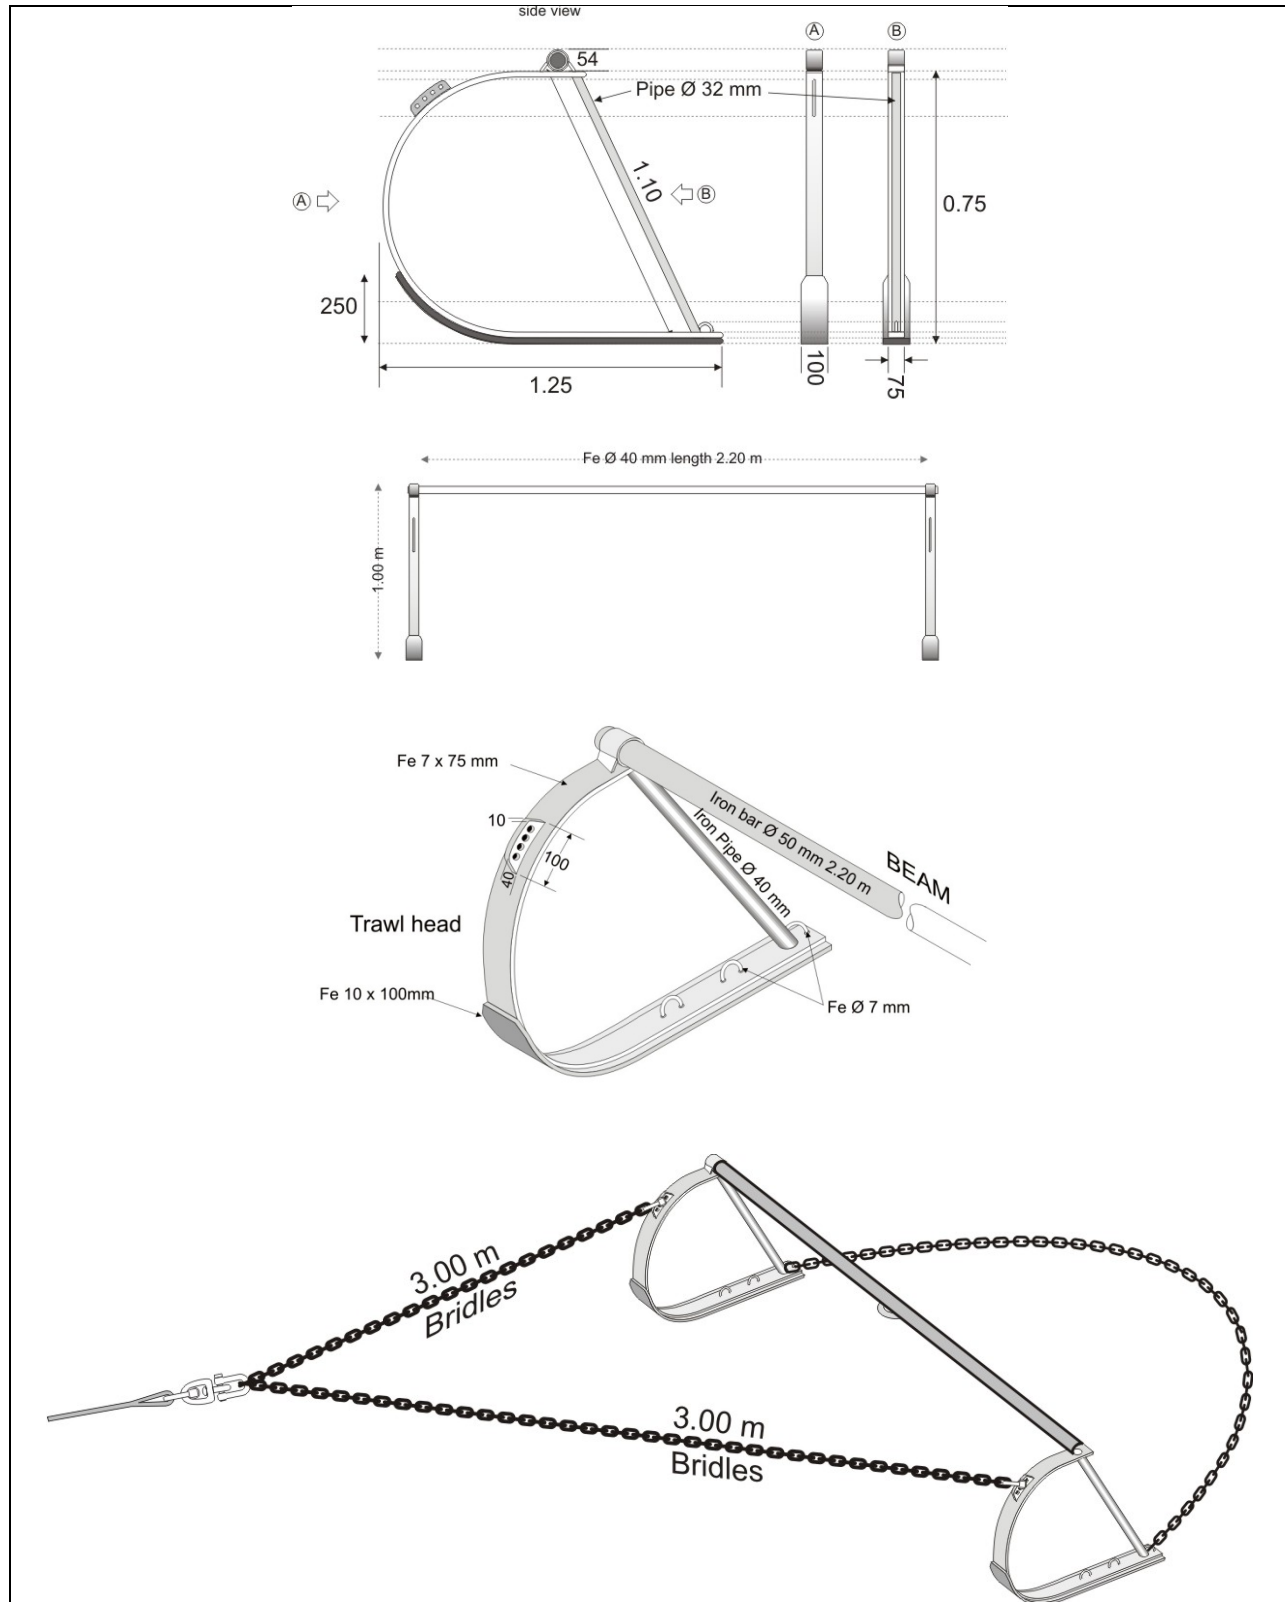 side view
A
B
54
Pipe Ø 32 mm
1.10
A
B
0.75
250
1.25
100
75
Fe Ø 40 mm length 2.20 m
1.00 m
Fe 7 x 75 mm
10
100
40
Iron bar Ø 50 mm 2.20 m
Iron Pipe Ø 40 mm
BEAM
Trawl head
Fe 10 x 100mm
Fe Ø 7 mm
3.00 m
Bridles
3.00 m
Bridles